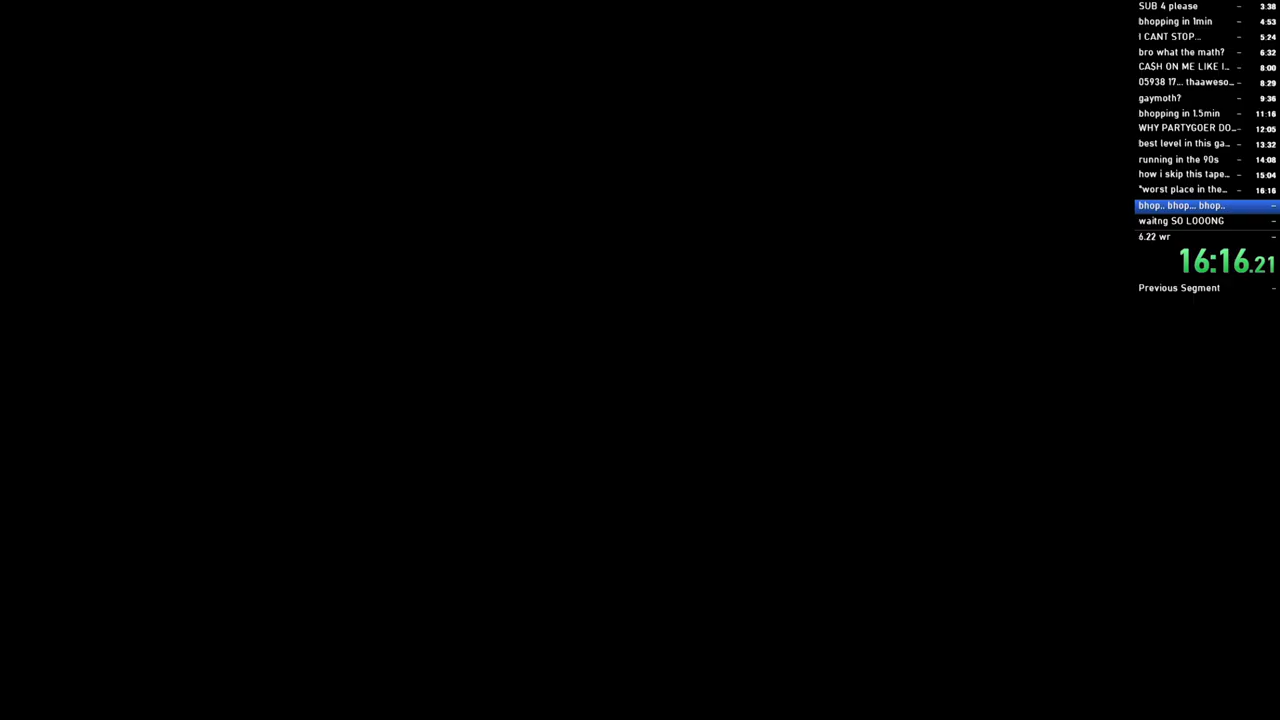 SUB 4 please – 3:38
bhopping in 1min – 4:53
I CANT STOP... – 5:24
bro what the math? – 6:32
CA$H ON ME LIKE I... – 8:00
05938 17... thaaweso... – 8:29
gaymoth? – 9:36
bhopping in 1.5min – 11:16
WHY PARTYGOER DO... – 12:05
best level in this ga... – 13:32
running in the 90s – 14:08
how i skip this tape... – 15:04
"worst place in the... – 16:16
bhop.. bhop... bhop.. –
waitng SO LOOONG –
6.22 wr –
16:16.21
Previous Segment –